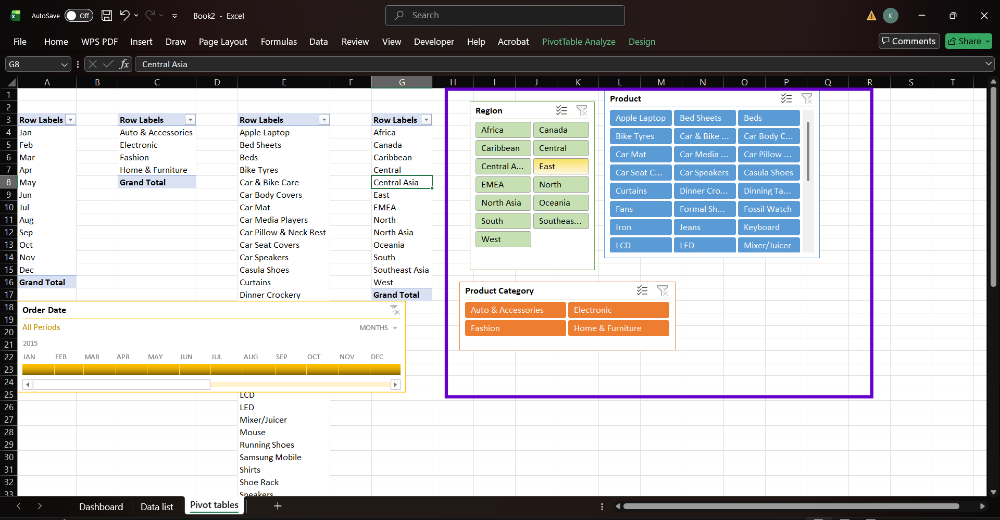 AutoSave Off Book2 - Excel Search K
File Home WPS PDF Insert Draw Page Layout Formulas Data Review View Developer Help Acrobat PivotTable Analyze Design Comments Share
G8 fx Central Asia
A B C D E F G H I J K L M N O P Q R S T
1
2
3 Row Labels Row Labels Row Labels Row Labels
4 Jan Auto & Accessories Apple Laptop Africa
5 Feb Electronic Bed Sheets Canada
6 Mar Fashion Beds Caribbean
7 Apr Home & Furniture Bike Tyres Central
8 May Grand Total Car & Bike Care Central Asia
9 Jun Car Body Covers East
10 Jul Car Mat EMEA
11 Aug Car Media Players North
12 Sep Car Pillow & Neck Rest North Asia
13 Oct Car Seat Covers Oceania
14 Nov Car Speakers South
15 Dec Casula Shoes Southeast Asia
16 Grand Total Curtains West
17 Dinner Crockery Grand Total
18
19
20
21
22
23
24
25 LCD
26 LED
27 Mixer/Juicer
28 Mouse
29 Running Shoes
30 Samsung Mobile
31 Shirts
32 Shoe Rack
33 Speakers
Order Date
All Periods MONTHS
2015
JAN FEB MAR APR MAY JUN JUL AUG SEP OCT NOV DEC
Region
Africa Canada
Caribbean Central
Central A... East
EMEA North
North Asia Oceania
South Southeas...
West
Product
Apple Laptop Bed Sheets Beds
Bike Tyres Car & Bike ... Car Body C...
Car Mat Car Media ... Car Pillow ...
Car Seat C... Car Speakers Casula Shoes
Curtains Dinner Cro... Dinning Ta...
Fans Formal Sh... Fossil Watch
Iron Jeans Keyboard
LCD LED Mixer/Juicer
Product Category
Auto & Accessories Electronic
Fashion Home & Furniture
Dashboard Data list Pivot tables